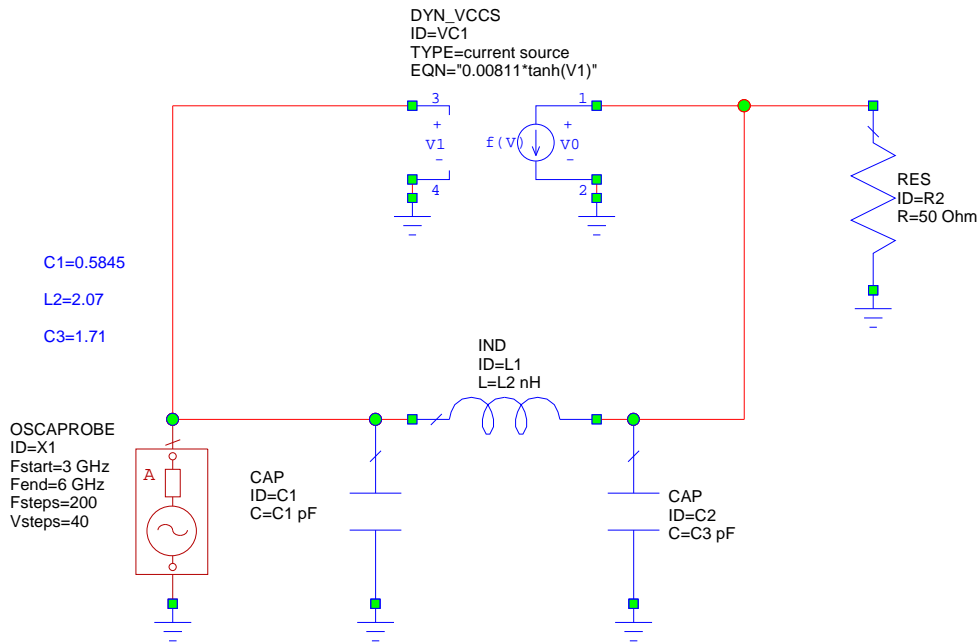 DYN_VCCS
ID=VC1
TYPE=current source
EQN="0.00811*tanh(V1)"
3
+
V1
-
4
1
f(V)
+
V0
-
2
RES
ID=R2
R=50 Ohm
C1=0.5845
L2=2.07
C3=1.71
IND
ID=L1
L=L2 nH
OSCAPROBE
ID=X1
Fstart=3 GHz
Fend=6 GHz
Fsteps=200
Vsteps=40
A
CAP
ID=C1
C=C1 pF
CAP
ID=C2
C=C3 pF